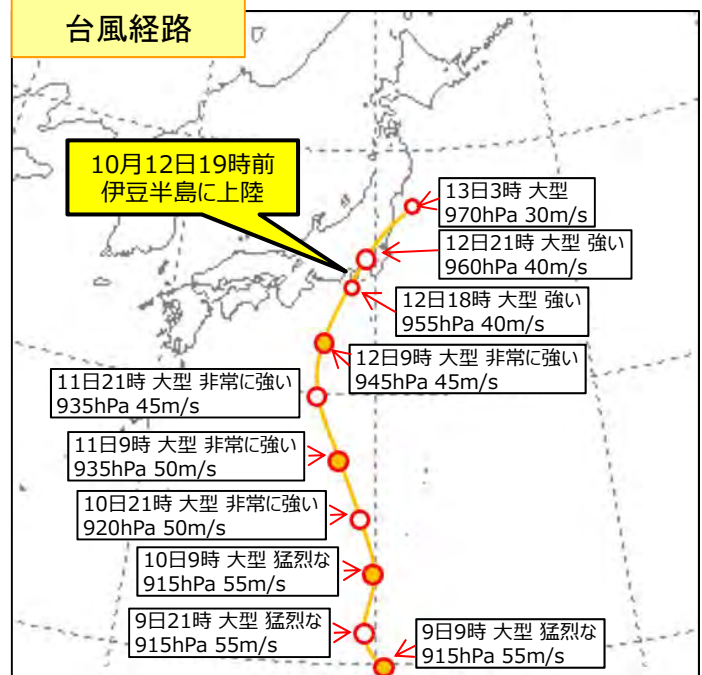 台風経路
10月12日19時前
伊豆半島に上陸
13日3時 大型
970hPa 30m/s
12日21時 大型 強い
960hPa 40m/s
12日18時 大型 強い
955hPa 40m/s
12日9時 大型 非常に強い
945hPa 45m/s
11日21時 大型 非常に強い
935hPa 45m/s
11日9時 大型 非常に強い
935hPa 50m/s
10日21時 大型 非常に強い
920hPa 50m/s
10日9時 大型 猛烈な
915hPa 55m/s
9日21時 大型 猛烈な
915hPa 55m/s
9日9時 大型 猛烈な
915hPa 55m/s